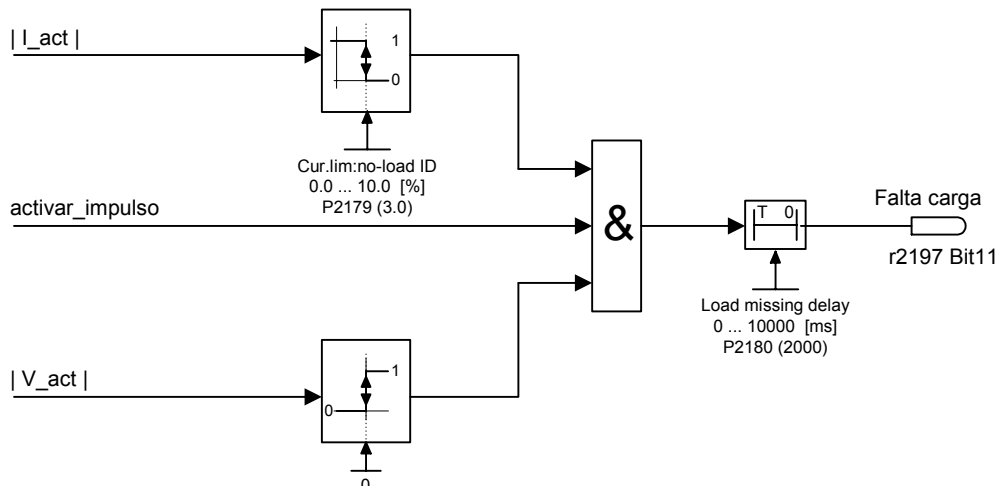 | I_act |
1
0
Cur.lim:no-load ID
0.0 ... 10.0 [%]
P2179 (3.0)
activar_impulso
&
T 0
Falta carga
r2197 Bit11
Load missing delay
0 ... 10000 [ms]
P2180 (2000)
| V_act |
1
0
0